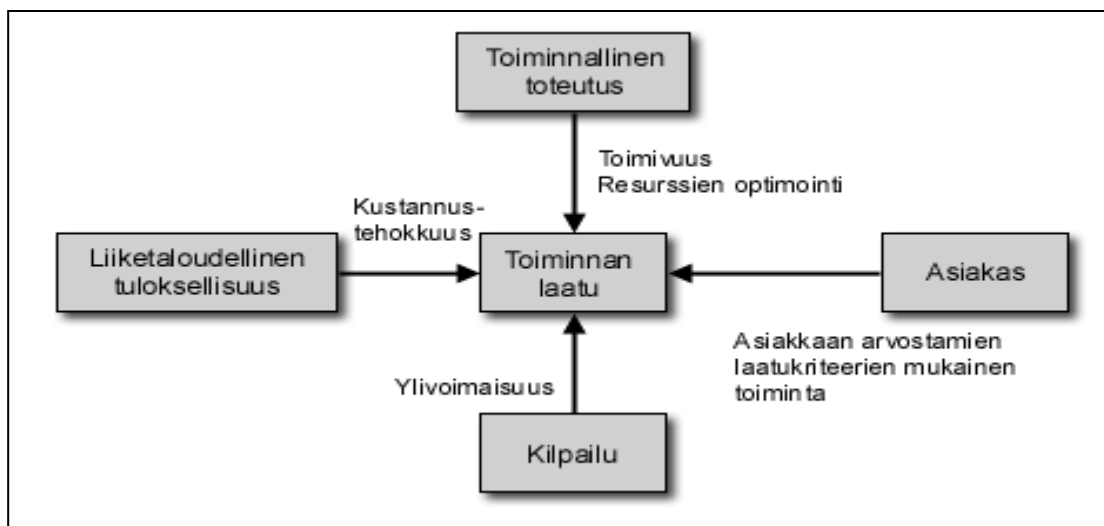 Toiminnallinen
toteutus
Toimivuus
Resurssien optimointi
Kustannus-
tehokkuus
Liiketaloudellinen
tuloksellisuus
Toiminnan
laatu
Asiakas
Asiakkaan arvostamien
laatukriteerien mukainen
toiminta
Ylivoimaisuus
Kilpailu